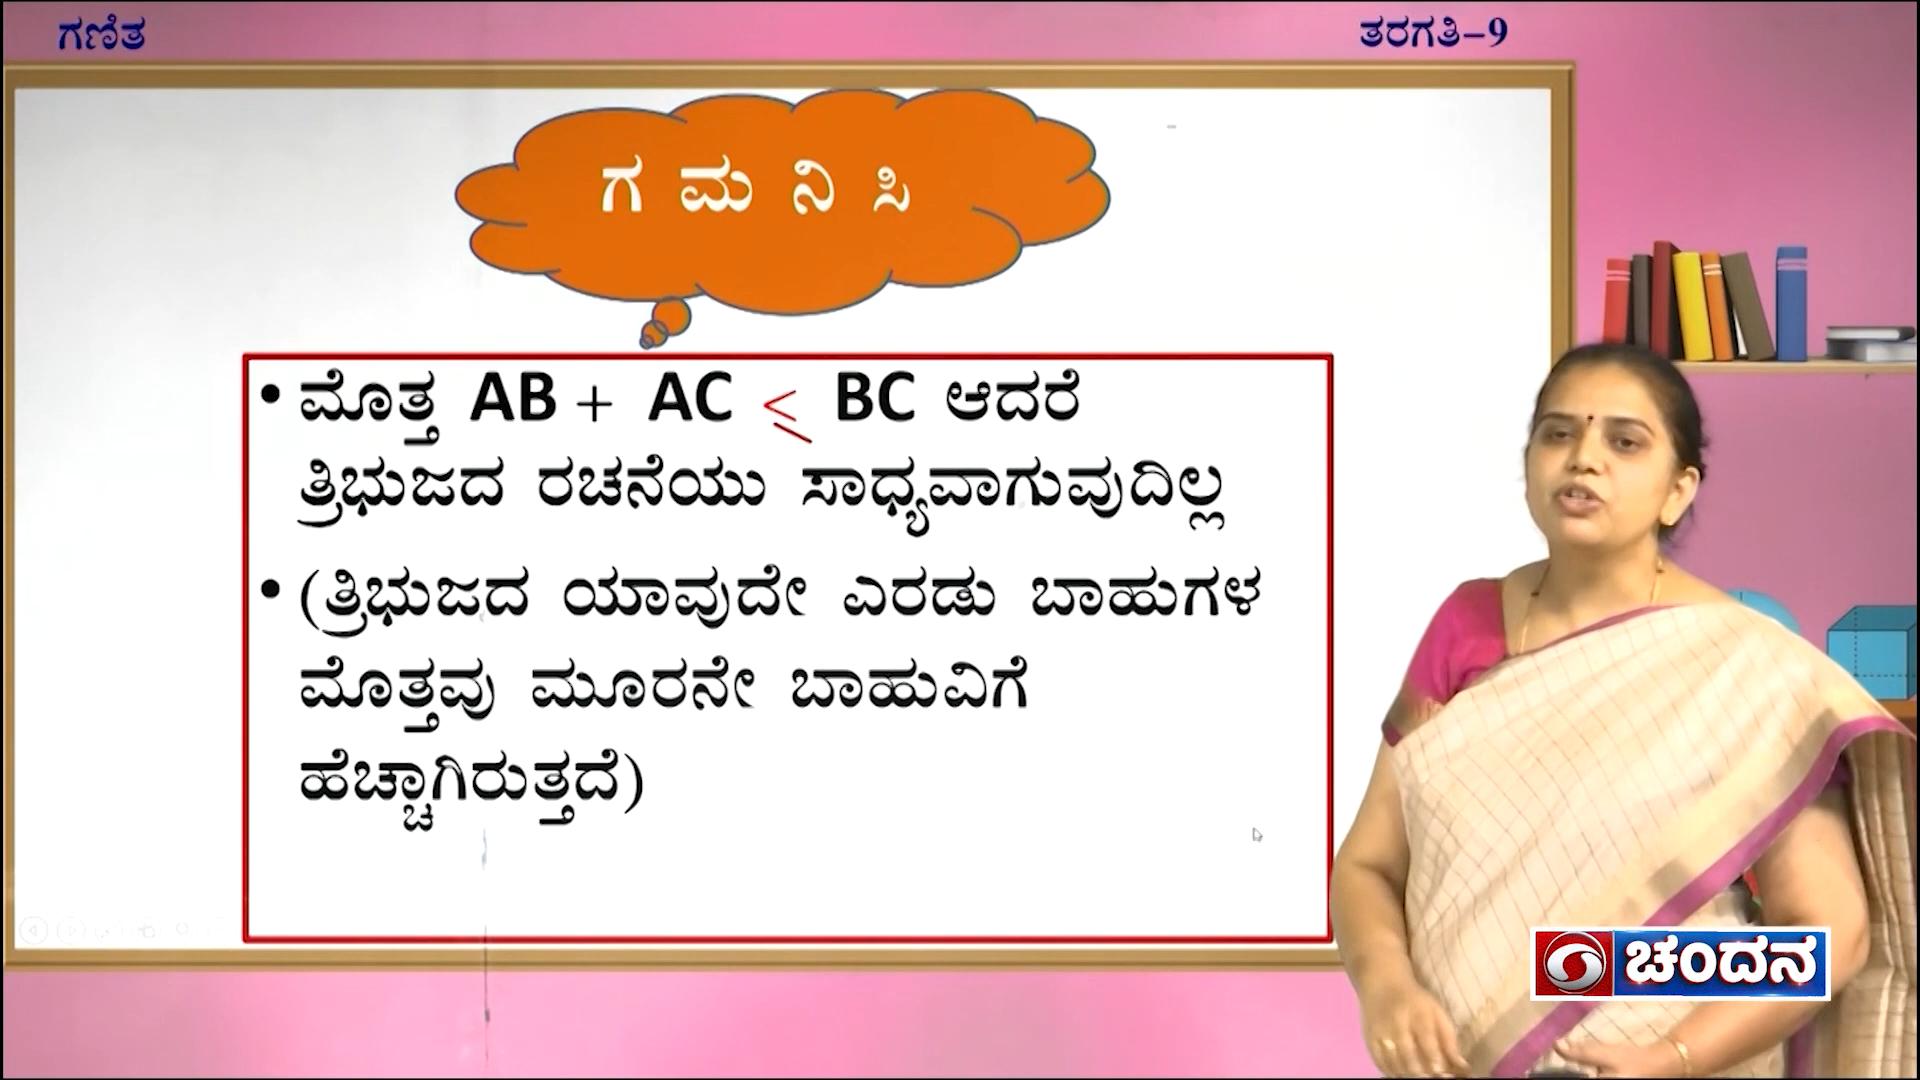 ಗಣಿತ
ತರಗತಿ-9
ಗ ಮ ನಿ ಸಿ
• ಮೊತ್ತ AB + AC ≤ BC ಆದರೆ
ತ್ರಿಭುಜದ ರಚನೆಯು ಸಾಧ್ಯವಾಗುವುದಿಲ್ಲ
• (ತ್ರಿಭುಜದ ಯಾವುದೇ ಎರಡು ಬಾಹುಗಳ
ಮೊತ್ತವು ಮೂರನೇ ಬಾಹುವಿಗೆ
ಹೆಚ್ಚಾಗಿರುತ್ತದೆ)
ಚಂದನ